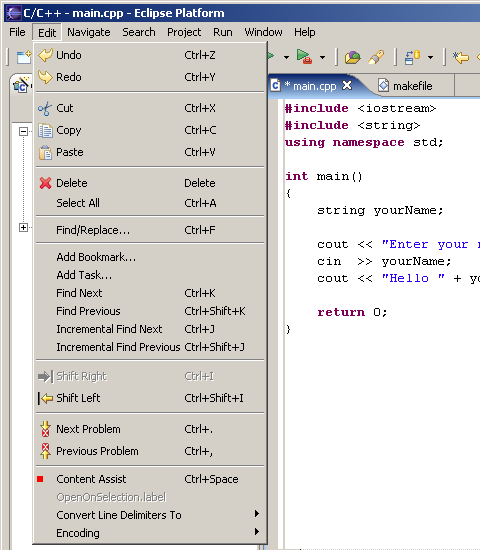 C/C++ - main.cpp - Eclipse Platform
File Edit Navigate Search Project Run Window Help
Undo Ctrl+Z
Redo Ctrl+Y
Cut Ctrl+X
Copy Ctrl+C
Paste Ctrl+V
Delete Delete
Select All Ctrl+A
Find/Replace... Ctrl+F
Add Bookmark...
Add Task...
Find Next Ctrl+K
Find Previous Ctrl+Shift+K
Incremental Find Next Ctrl+J
Incremental Find Previous Ctrl+Shift+J
Shift Right Ctrl+I
Shift Left Ctrl+Shift+I
Next Problem Ctrl+.
Previous Problem Ctrl+,
Content Assist Ctrl+Space
OpenOnSelection.label
Convert Line Delimiters To
Encoding
* main.cpp makefile
#include <iostream>
#include <string>
using namespace std;
int main()
{
string yourName;
cout << "Enter your
cin >> yourName;
cout << "Hello " + yo
return 0;
}